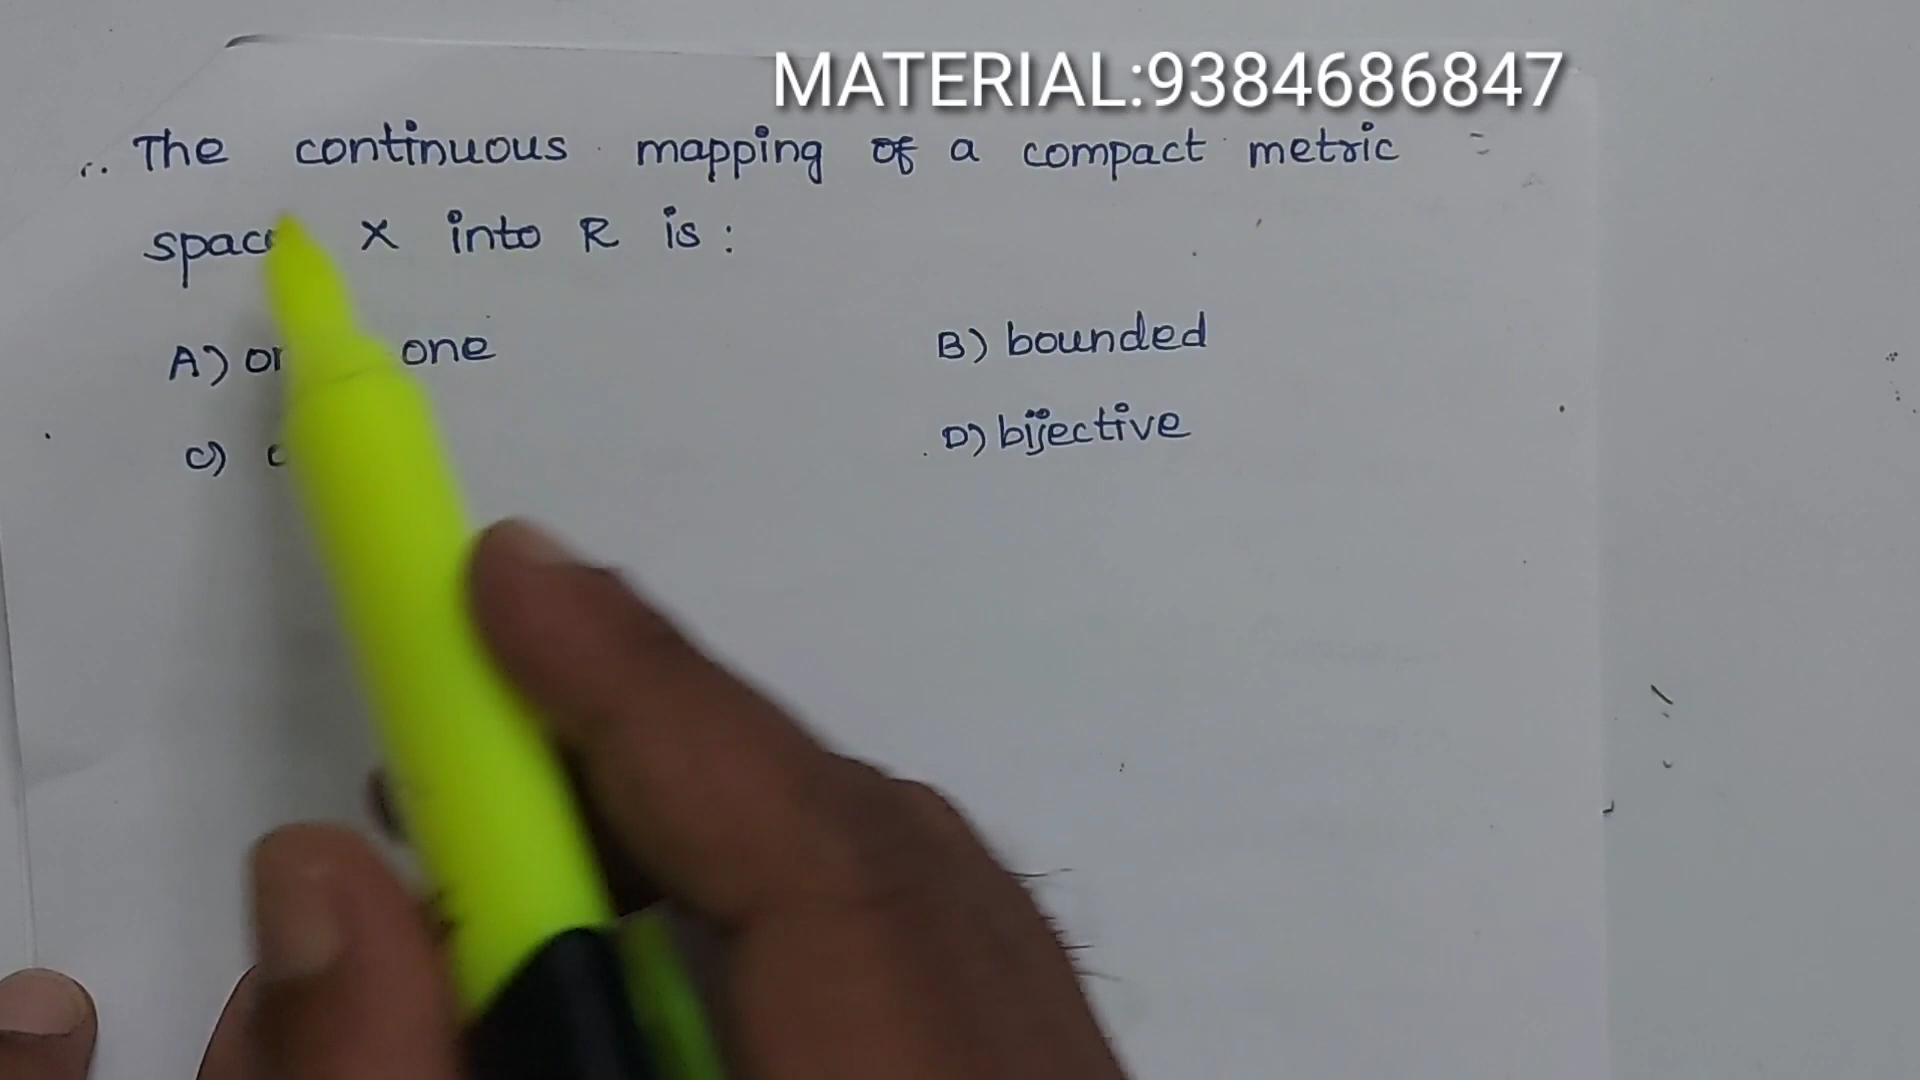 MATERIAL:9384686847
The continuous mapping of a compact metric
X into R is :
A) one
B) bounded
C)
D) bijective